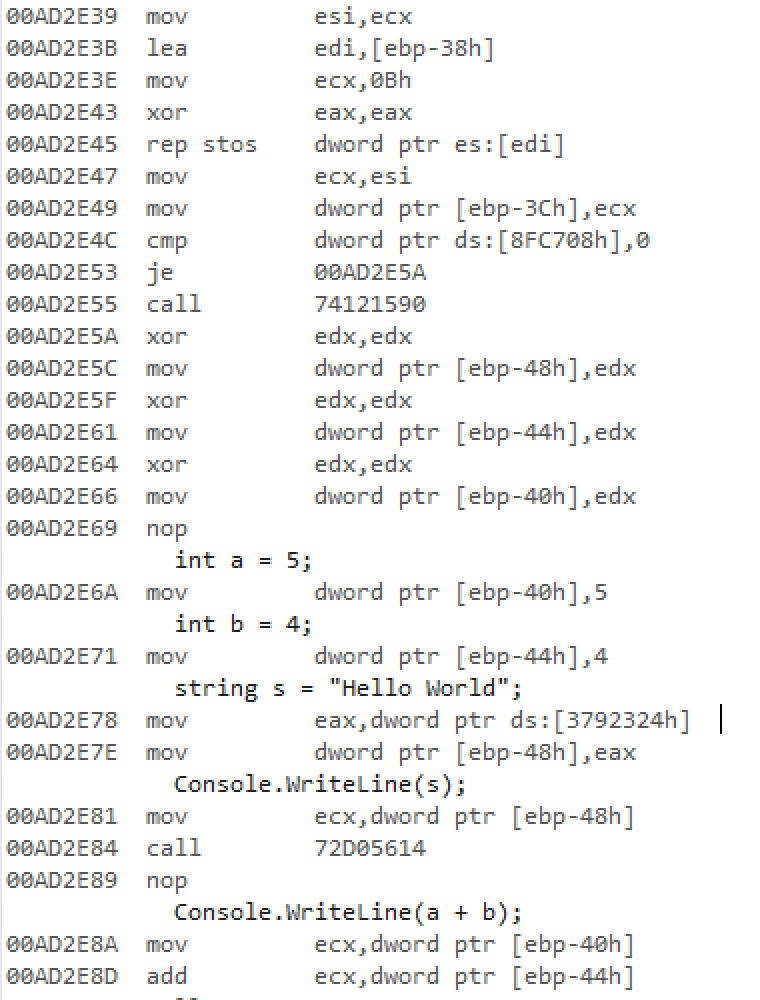 00AD2E39 mov esi,ecx
00AD2E3B lea edi,[ebp-38h]
00AD2E3E mov ecx,0Bh
00AD2E43 xor eax,eax
00AD2E45 rep stos dword ptr es:[edi]
00AD2E47 mov ecx,esi
00AD2E49 mov dword ptr [ebp-3Ch],ecx
00AD2E4C cmp dword ptr ds:[8FC708h],0
00AD2E53 je 00AD2E5A
00AD2E55 call 74121590
00AD2E5A xor edx,edx
00AD2E5C mov dword ptr [ebp-48h],edx
00AD2E5F xor edx,edx
00AD2E61 mov dword ptr [ebp-44h],edx
00AD2E64 xor edx,edx
00AD2E66 mov dword ptr [ebp-40h],edx
00AD2E69 nop
int a = 5;
00AD2E6A mov dword ptr [ebp-40h],5
int b = 4;
00AD2E71 mov dword ptr [ebp-44h],4
string s = "Hello World";
00AD2E78 mov eax,dword ptr ds:[3792324h]
00AD2E7E mov dword ptr [ebp-48h],eax
Console.WriteLine(s);
00AD2E81 mov ecx,dword ptr [ebp-48h]
00AD2E84 call 72D05614
00AD2E89 nop
Console.WriteLine(a + b);
00AD2E8A mov ecx,dword ptr [ebp-40h]
00AD2E8D add ecx,dword ptr [ebp-44h]